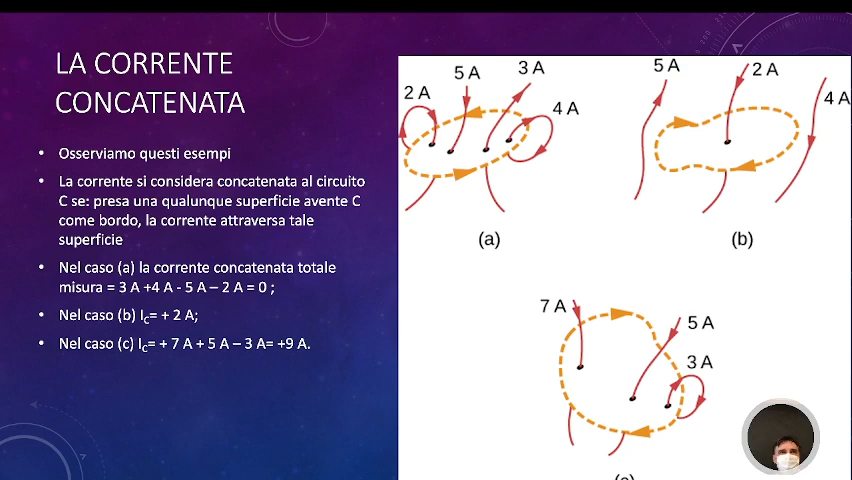 LA CORRENTE
CONCATENATA
• Osserviamo questi esempi
• La corrente si considera concatenata al circuito
C se: presa una qualunque superficie avente C
come bordo, la corrente attraversa tale
superficie
• Nel caso (a) la corrente concatenata totale
misura = 3 A +4 A - 5 A – 2 A = 0 ;
• Nel caso (b) I_C= + 2 A;
• Nel caso (c) I_C= + 7 A + 5 A – 3 A= +9 A.
2 A
5 A
3 A
4 A
(a)
5 A
2 A
4 A
(b)
7 A
5 A
3 A